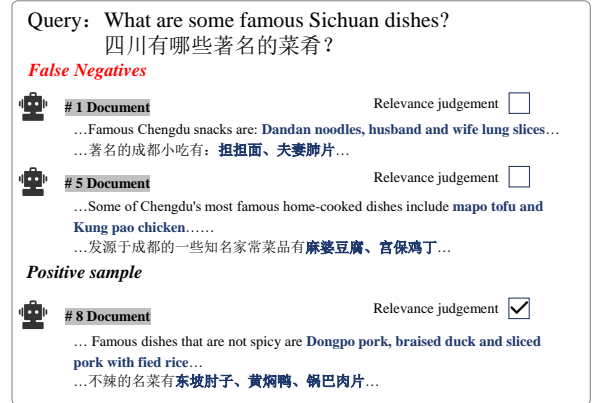 Query：What are some famous Sichuan dishes?
四川有哪些著名的菜肴？
False Negatives
# 1 Document Relevance judgement
…Famous Chengdu snacks are: Dandan noodles, husband and wife lung slices…
…著名的成都小吃有：担担面、夫妻肺片…
# 5 Document Relevance judgement
…Some of Chengdu's most famous home-cooked dishes include mapo tofu and
Kung pao chicken……
…发源于成都的一些知名家常菜品有麻婆豆腐、宫保鸡丁…
Positive sample
# 8 Document Relevance judgement
… Famous dishes that are not spicy are Dongpo pork, braised duck and sliced
pork with fied rice…
…不辣的名菜有东坡肘子、黄焖鸭、锅巴肉片…